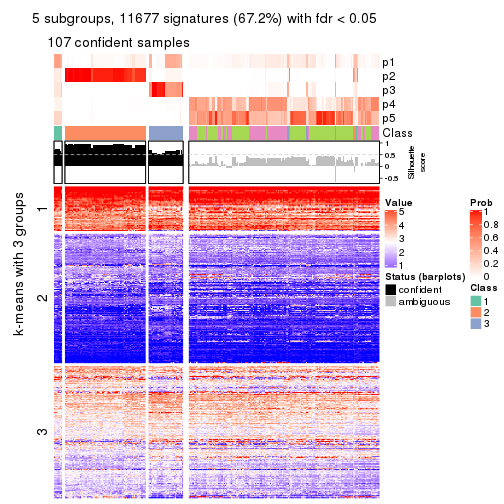 5 subgroups, 11677 signatures (67.2%) with fdr < 0.05
107 confident samples
p1
p2
p3
p4
p5
Class
1
0.5
0
-0.5
Silhouette
score
k-means with 3 groups
1
2
3
Value
5
4
3
2
1
Status (barplots)
confident
ambiguous
Prob
1
0.8
0.6
0.4
0.2
0
Class
1
2
3